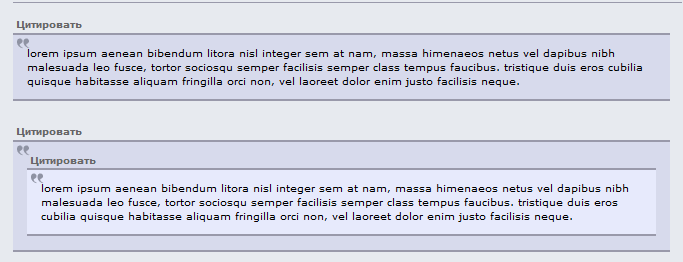 Цитировать
lorem ipsum aenean bibendum litora nisl integer sem at nam, massa himenaeos netus vel dapibus nibh
malesuada leo fusce, tortor sociosqu semper facilisis semper class tempus faucibus. tristique duis eros cubilia
quisque habitasse aliquam fringilla orci non, vel laoreet dolor enim justo facilisis neque.
Цитировать
Цитировать
lorem ipsum aenean bibendum litora nisl integer sem at nam, massa himenaeos netus vel dapibus nibh
malesuada leo fusce, tortor sociosqu semper facilisis semper class tempus faucibus. tristique duis eros
cubilia quisque habitasse aliquam fringilla orci non, vel laoreet dolor enim justo facilisis neque.